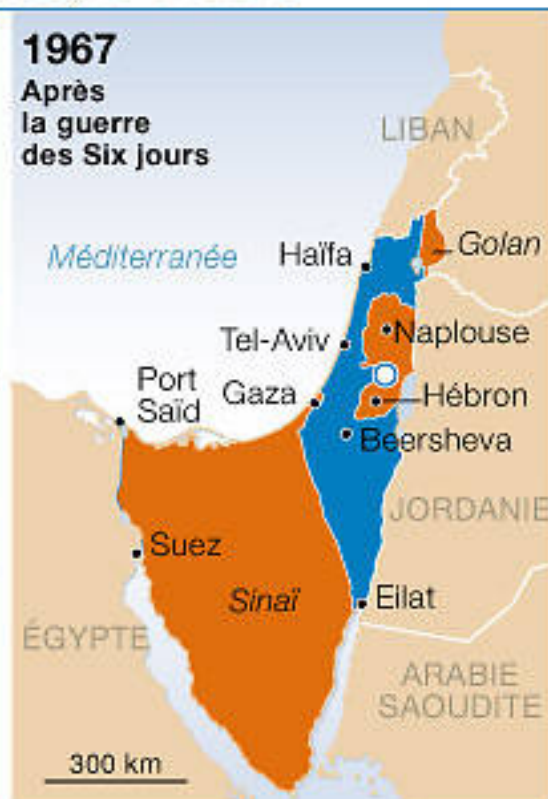 1967
Après
la guerre
des Six jours
LIBAN
Méditerranée
Haïfa
Golan
Tel-Aviv
Naplouse
Port
Saïd
Gaza
Hébron
Beersheva
JORDANIE
Suez
Sinaï
Eilat
ÉGYPTE
ARABIE
SAOUDITE
300 km